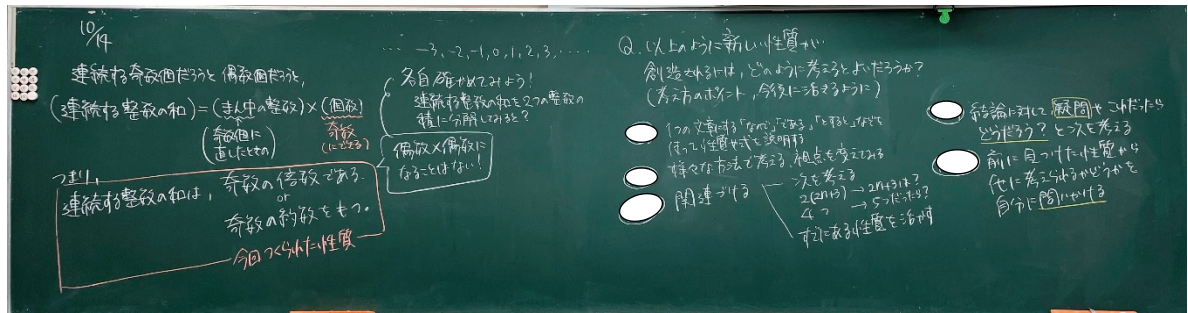 10/14
連続する奇数個だろうと偶数個だろうと,
(連続する整数の和)=(まん中の整数)×(個数)
(奇数個に直したときの)
奇数(にできる)
つまり,
連続する整数の和は, 奇数の倍数である.
or
奇数の約数をもつ。
今回つくられた性質
… -3, -2, -1, 0, 1, 2, 3, ….
各自確かめてみよう!
連続する整数の和を2つの整数の
積に分解してみると?
偶数×偶数に
なることはない!
Q. 以上のように新しい性質が
創造されるには, どのように考えるとよいだろうか?
(考え方のポイント, 今後に活えるように)
1つの文章にする「なので」,「である」,「とすると」などを
使って性質や式を説明する
様々な方法で考える, 視点を変えてみる
関連づける
次を考える
2(2n+3) → 2n+3は?
4つ → 5つだったら?
すでにある性質を活かす
結論に対して疑問やこれだったら
どうだろう?と次を考える
前に見つけた性質から
他に考えられるかどうかを
自分に問いかける